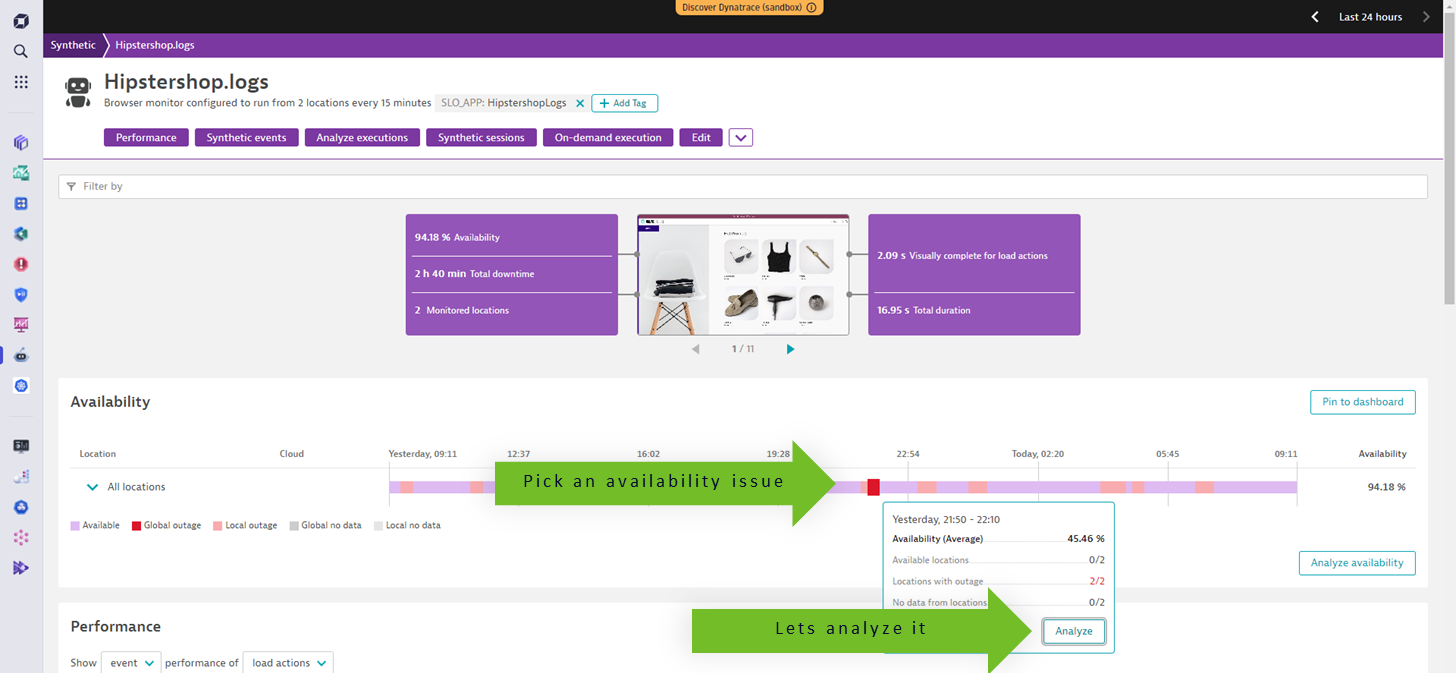 Discover Dynatrace (sandbox)
Last 24 hours
Synthetic
Hipstershop.logs
Hipstershop.logs
Browser monitor configured to run from 2 locations every 15 minutes
SLO_APP: HipstershopLogs
Add Tag
Performance
Synthetic events
Analyze executions
Synthetic sessions
On-demand execution
Edit
Filter by
94.18 % Availability
2 h 40 min Total downtime
2 Monitored locations
2.09 s Visually complete for load actions
16.95 s Total duration
1 / 11
Availability
Pin to dashboard
Location
Cloud
Yesterday, 09:11
12:37
16:02
19:28
22:54
Today, 02:20
05:45
09:11
Availability
All locations
Pick an availability issue
94.18 %
Available
Global outage
Local outage
Global no data
Local no data
Yesterday, 21:50 - 22:10
Availability (Average) 45.46 %
Available locations 0/2
Locations with outage 2/2
No data from locations 0/2
Analyze availability
Lets analyze it
Analyze
Performance
Show event performance of load actions